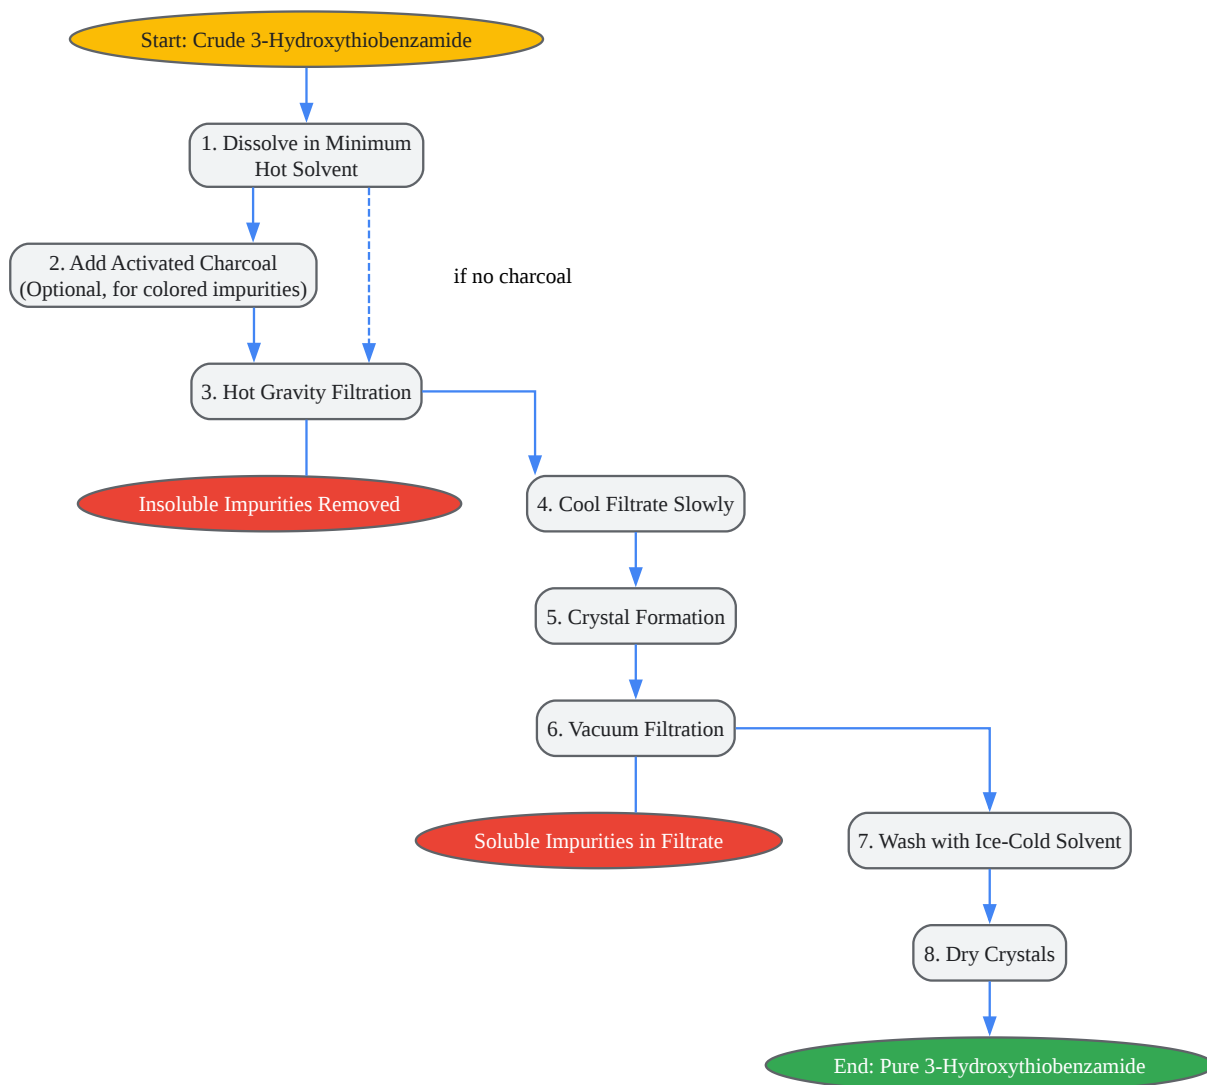 Start: Crude 3-Hydroxythiobenzamide
1. Dissolve in Minimum
Hot Solvent
2. Add Activated Charcoal
(Optional, for colored impurities)
if no charcoal
3. Hot Gravity Filtration
Insoluble Impurities Removed
4. Cool Filtrate Slowly
5. Crystal Formation
6. Vacuum Filtration
Soluble Impurities in Filtrate
7. Wash with Ice-Cold Solvent
8. Dry Crystals
End: Pure 3-Hydroxythiobenzamide